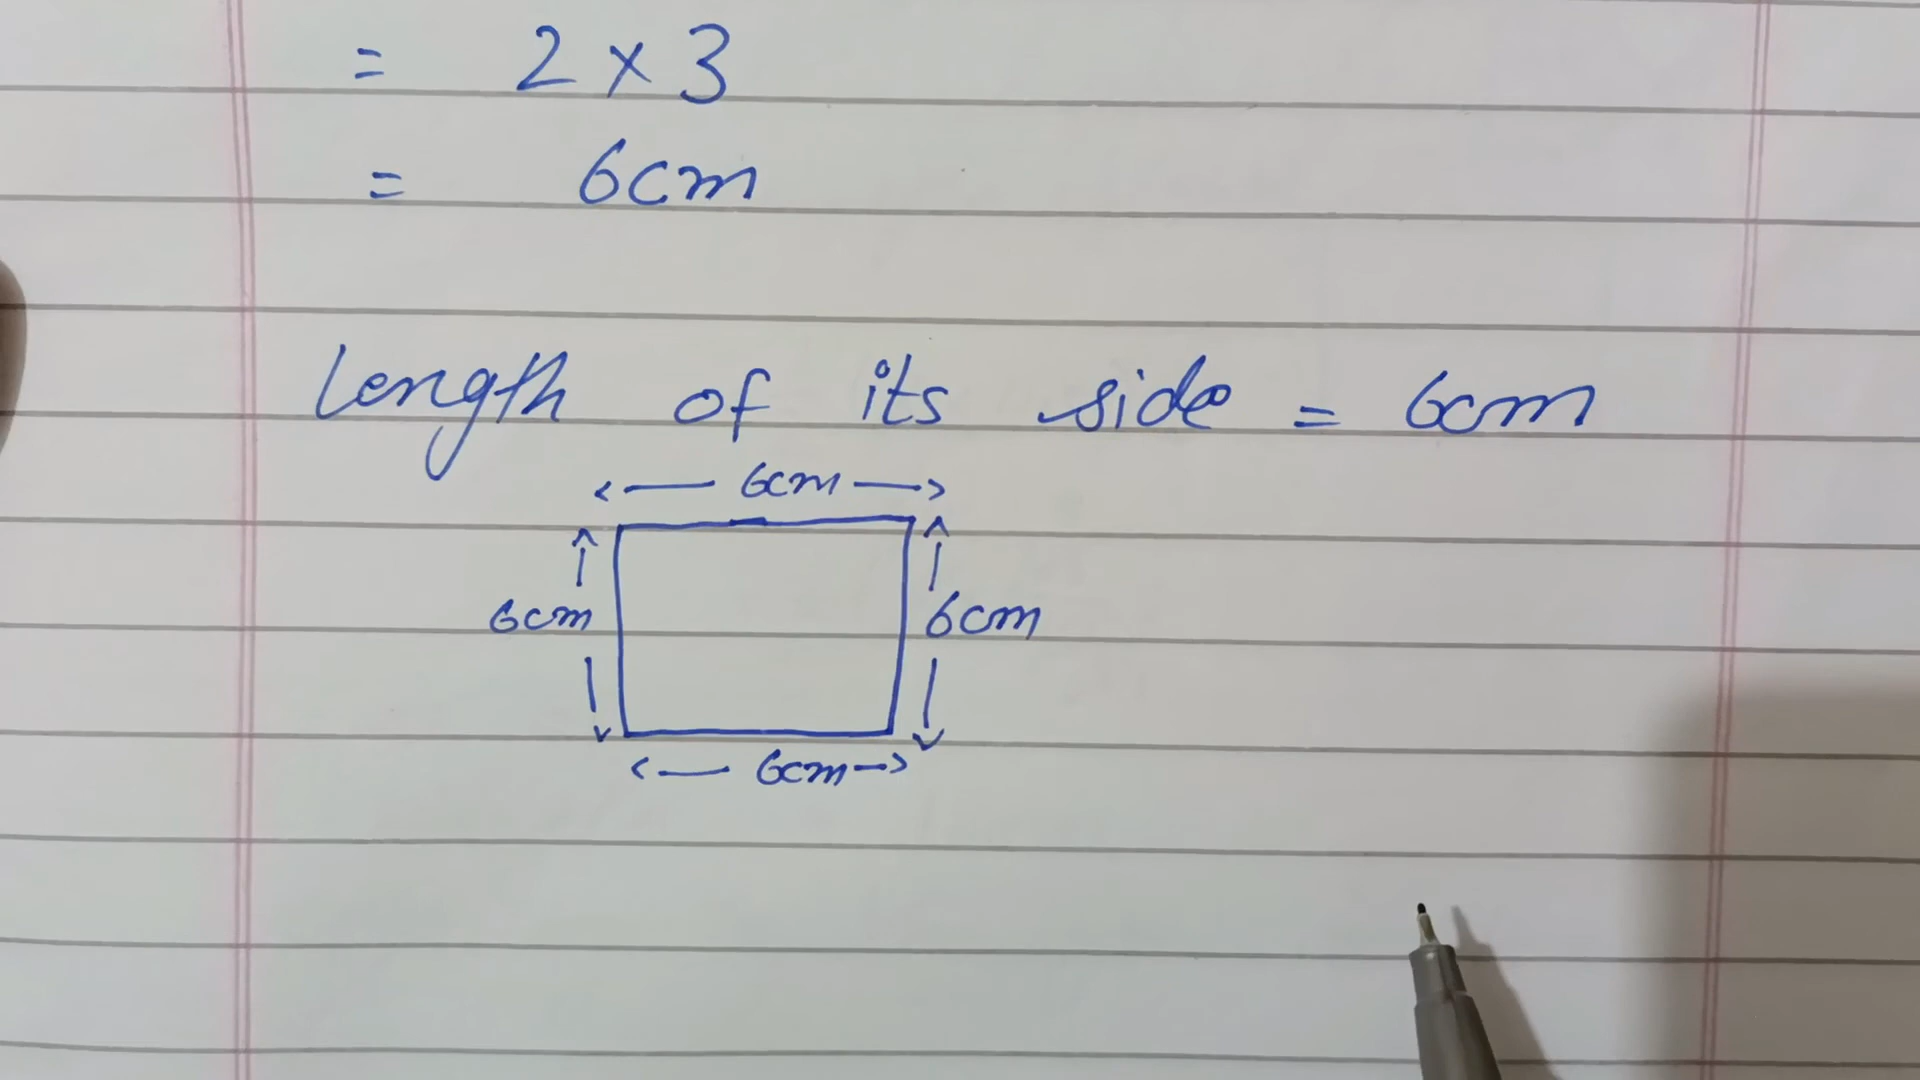 = 2 × 3
= 6cm
Length of its side = 6cm
6cm
6cm 6cm
6cm